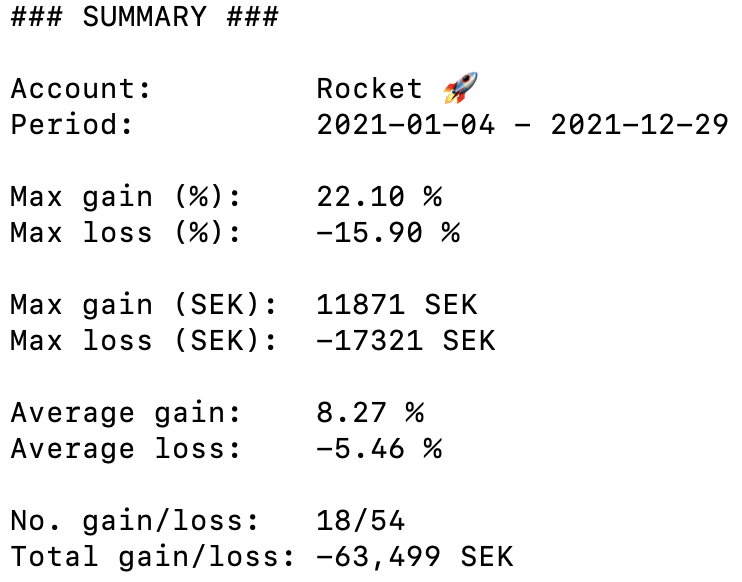 ### SUMMARY ###
Account: Rocket 🚀
Period: 2021-01-04 - 2021-12-29
Max gain (%): 22.10 %
Max loss (%): -15.90 %
Max gain (SEK): 11871 SEK
Max loss (SEK): -17321 SEK
Average gain: 8.27 %
Average loss: -5.46 %
No. gain/loss: 18/54
Total gain/loss: -63,499 SEK